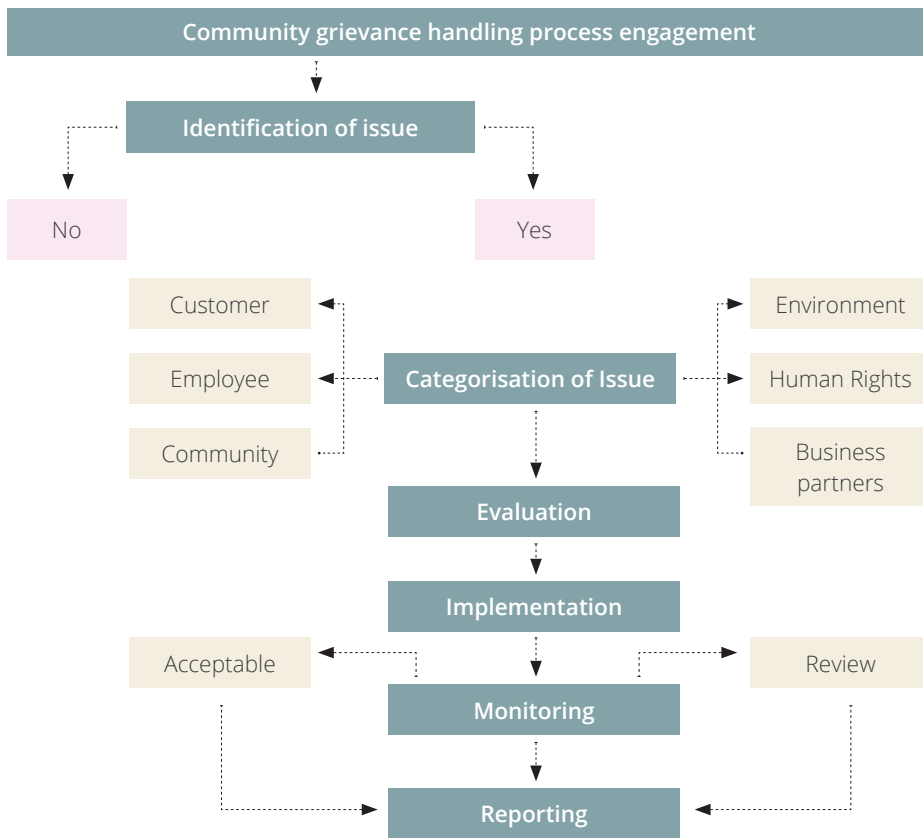 Community grievance handling process engagement
Identification of issue
No
Yes
Customer
Environment
Employee
Categorisation of Issue
Human Rights
Community
Business
partners
Evaluation
Implementation
Acceptable
Review
Monitoring
Reporting